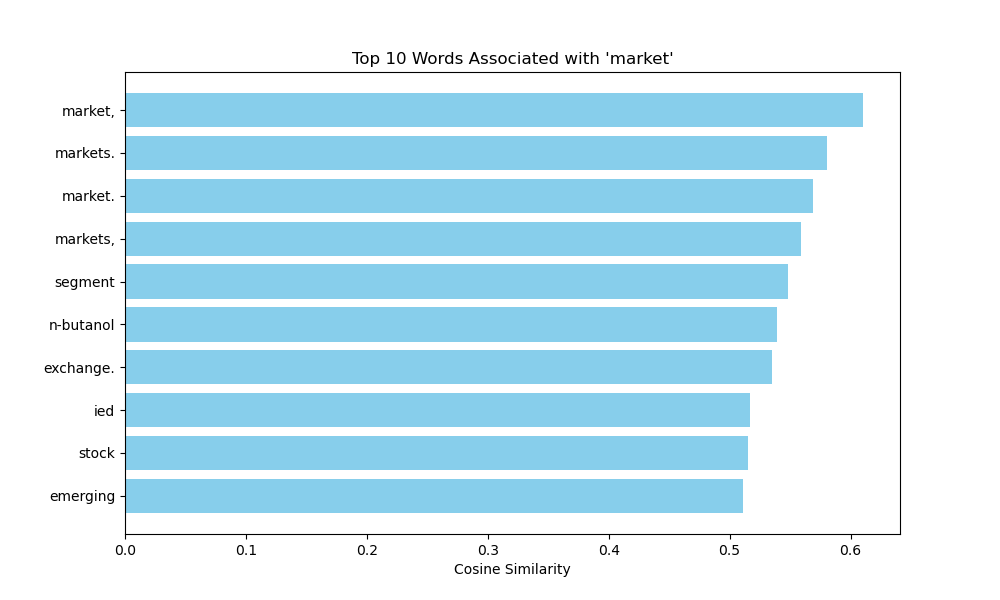 Top 10 Words Associated with 'market'
market,
markets.
market.
markets,
segment
n-butanol
exchange.
ied
stock
emerging
0.0 0.1 0.2 0.3 0.4 0.5 0.6
Cosine Similarity